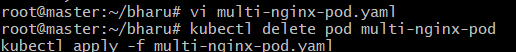 root@master:~/bharu# vi multi-nginx-pod.yaml
root@master:~/bharu# kubectl delete pod multi-nginx-pod
kubectl apply -f multi-nginx-pod.yaml